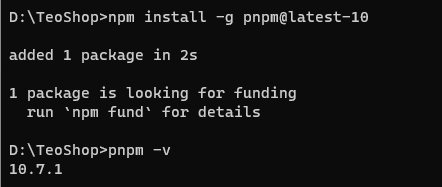 D:\TeoShop>npm install -g pnpm@latest-10
added 1 package in 2s
1 package is looking for funding
run `npm fund` for details
D:\TeoShop>pnpm -v
10.7.1